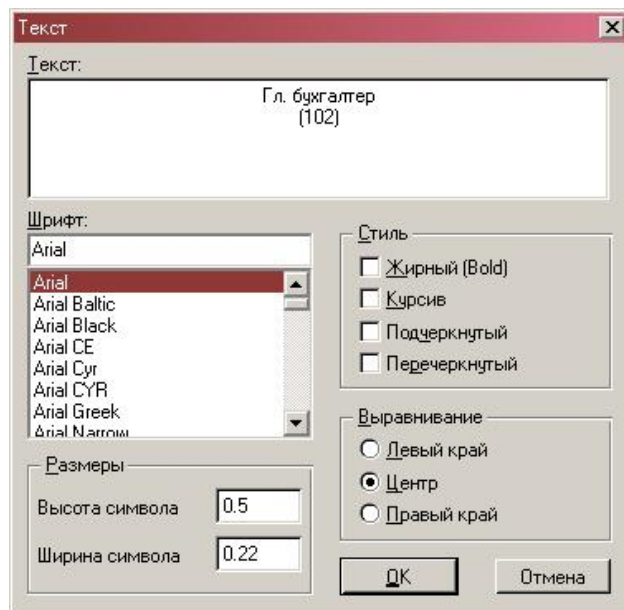 Текст
Текст:
Гл. бухгалтер
(102)
Шрифт:
Arial
Arial
Arial Baltic
Arial Black
Arial CE
Arial Cyr
Arial CYR
Arial Greek
Arial Narrow
Размеры
Высота символа 0.5
Ширина символа 0.22
Стиль
Жирный (Bold)
Курсив
Подчеркнутый
Перечеркнутый
Выравнивание
Левый край
Центр
Правый край
OK Отмена